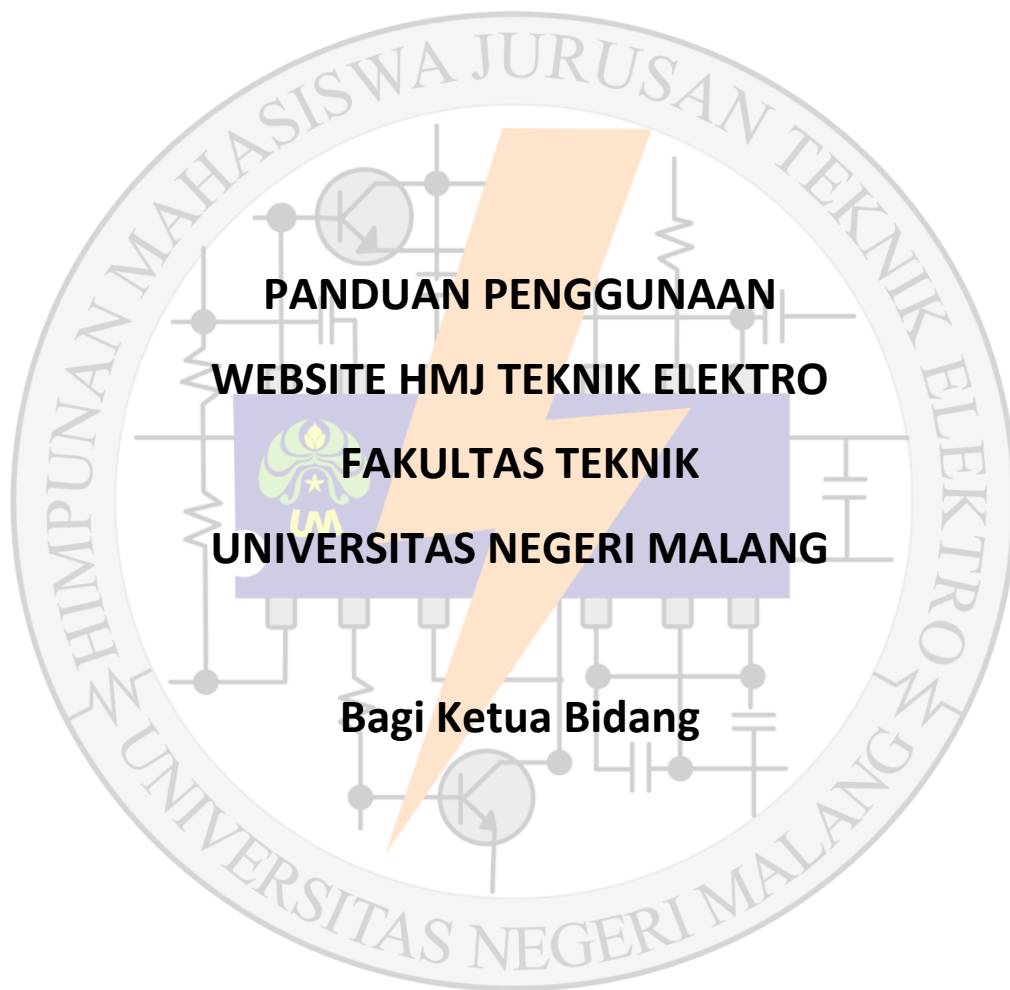 HIMPUNAN MAHASISWA JURUSAN TEKNIK ELEKTRO
PANDUAN PENGGUNAAN
WEBSITE HMJ TEKNIK ELEKTRO
FAKULTAS TEKNIK
UM
UNIVERSITAS NEGERI MALANG
Bagi Ketua Bidang
UNIVERSITAS NEGERI MALANG